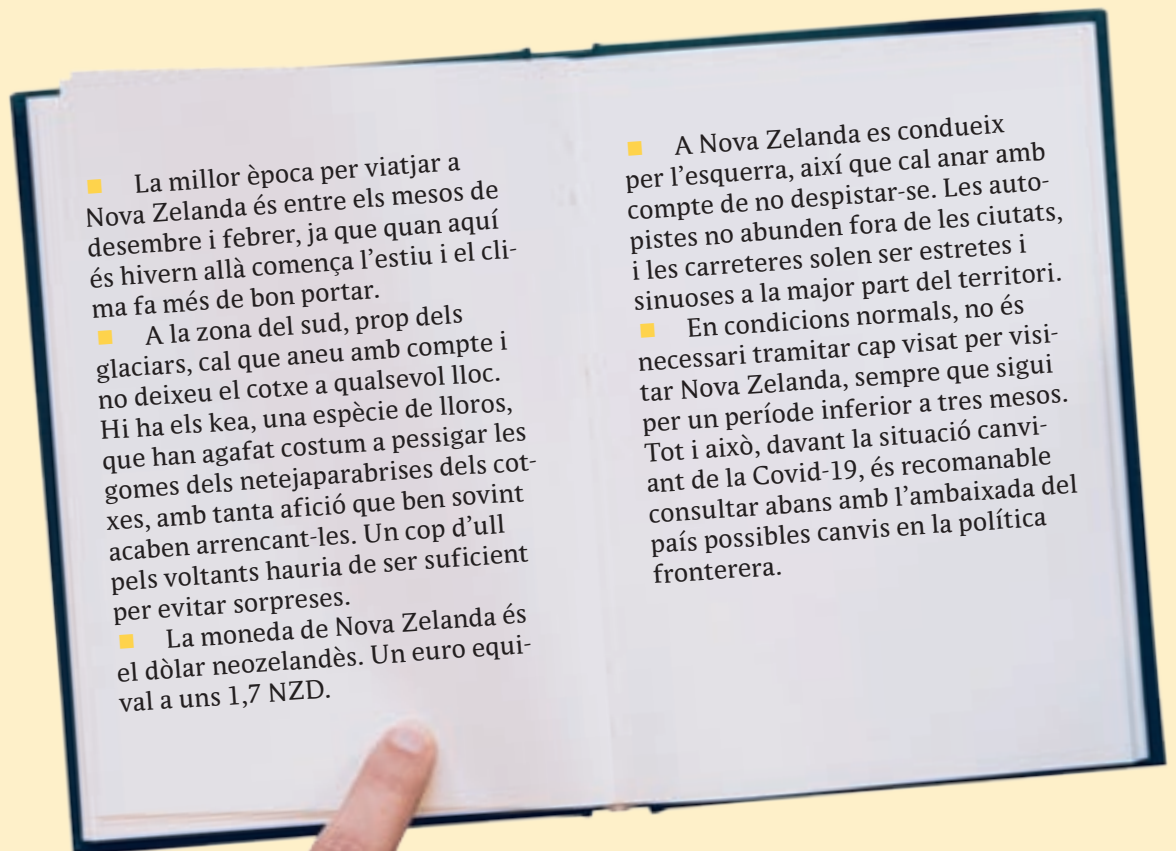 La millor època per viatjar a
Nova Zelanda és entre els mesos de
desembre i febrer, ja que quan aquí
és hivern allà comença l'estiu i el cli-
ma fa més de bon portar.
A la zona del sud, prop dels
glaciars, cal que aneu amb compte i
no deixeu el cotxe a qualsevol lloc.
Hi ha els kea, una espècie de lloros,
que han agafat costum a pessigar les
gomes dels netejaparabrises dels cot-
xes, amb tanta afició que ben sovint
acaben arrencant-les. Un cop d'ull
pels voltants hauria de ser suficient
per evitar sorpreses.
La moneda de Nova Zelanda és
el dòlar neozelandès. Un euro equi-
val a uns 1,7 NZD.
A Nova Zelanda es condueix
per l'esquerra, així que cal anar amb
compte de no despistar-se. Les auto-
pistes no abunden fora de les ciutats,
i les carreteres solen ser estretes i
sinuoses a la major part del territori.
En condicions normals, no és
necessari tramitar cap visat per visi-
tar Nova Zelanda, sempre que sigui
per un període inferior a tres mesos.
Tot i això, davant la situació canvi-
ant de la Covid-19, és recomanable
consultar abans amb l'ambaixada del
país possibles canvis en la política
fronterera.